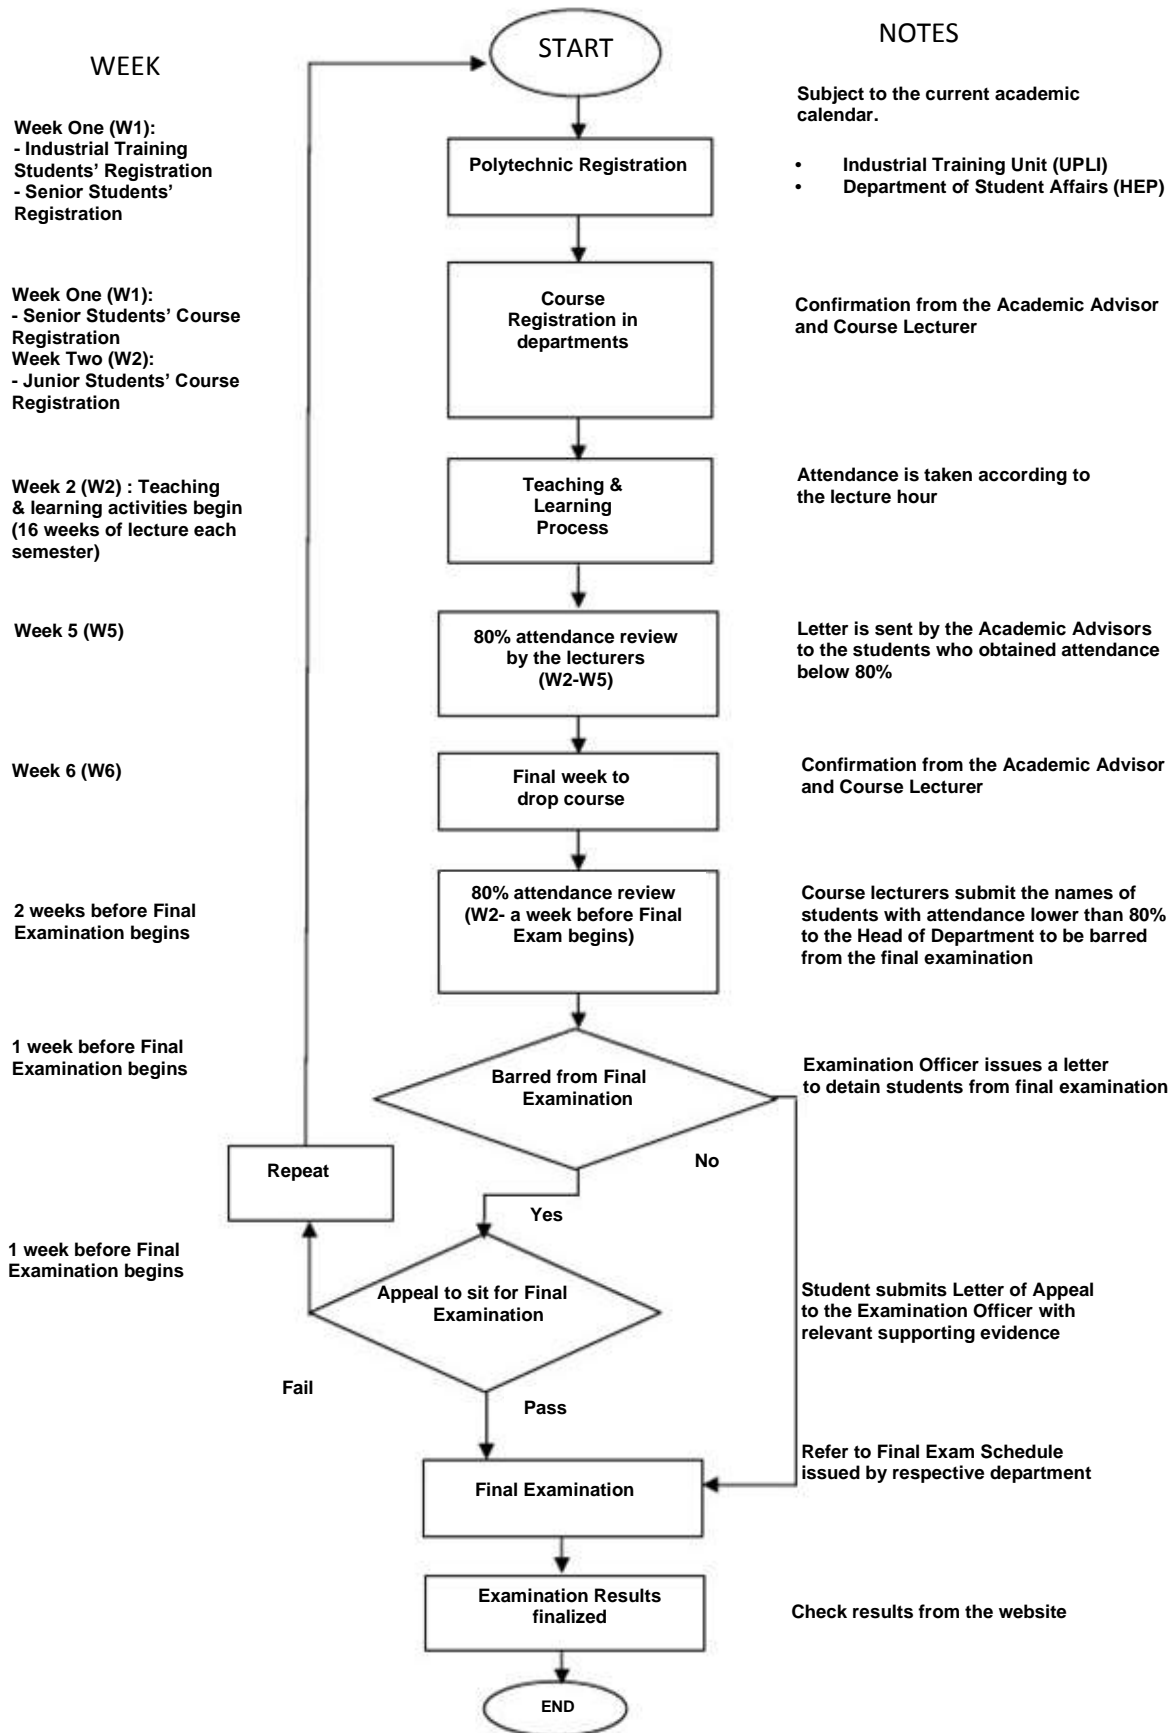 START
NOTES
WEEK
Subject to the current academic
calendar.
Week One (W1):
- Industrial Training
Students’ Registration
- Senior Students’
Registration
Polytechnic Registration
• Industrial Training Unit (UPLI)
• Department of Student Affairs (HEP)
Week One (W1):
- Senior Students’ Course
Registration
Week Two (W2):
- Junior Students’ Course
Registration
Course
Registration in
departments
Confirmation from the Academic Advisor
and Course Lecturer
Week 2 (W2) : Teaching
& learning activities begin
(16 weeks of lecture each
semester)
Teaching &
Learning
Process
Attendance is taken according to
the lecture hour
Week 5 (W5)
80% attendance review
by the lecturers
(W2-W5)
Letter is sent by the Academic Advisors
to the students who obtained attendance
below 80%
Week 6 (W6)
Final week to
drop course
Confirmation from the Academic Advisor
and Course Lecturer
2 weeks before Final
Examination begins
80% attendance review
(W2- a week before Final
Exam begins)
Course lecturers submit the names of
students with attendance lower than 80%
to the Head of Department to be barred
from the final examination
1 week before Final
Examination begins
Barred from Final
Examination
Examination Officer issues a letter
to detain students from final examination
Repeat
No
Yes
1 week before Final
Examination begins
Appeal to sit for Final
Examination
Student submits Letter of Appeal
to the Examination Officer with
relevant supporting evidence
Fail
Pass
Final Examination
Refer to Final Exam Schedule
issued by respective department
Examination Results
finalized
Check results from the website
END